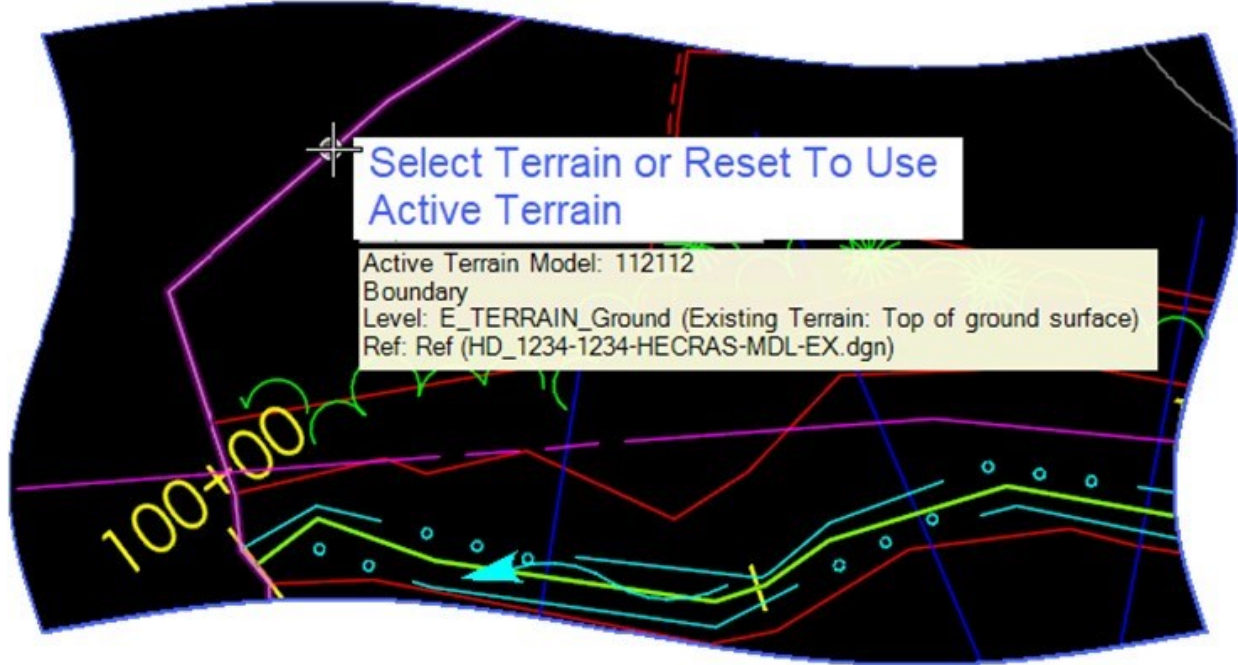 Select Terrain or Reset To Use
Active Terrain
Active Terrain Model: 112112
Boundary
Level: E_TERRAIN_Ground (Existing Terrain: Top of ground surface)
Ref: Ref (HD_1234-1234-HECRAS-MDL-EX.dgn)
100+00